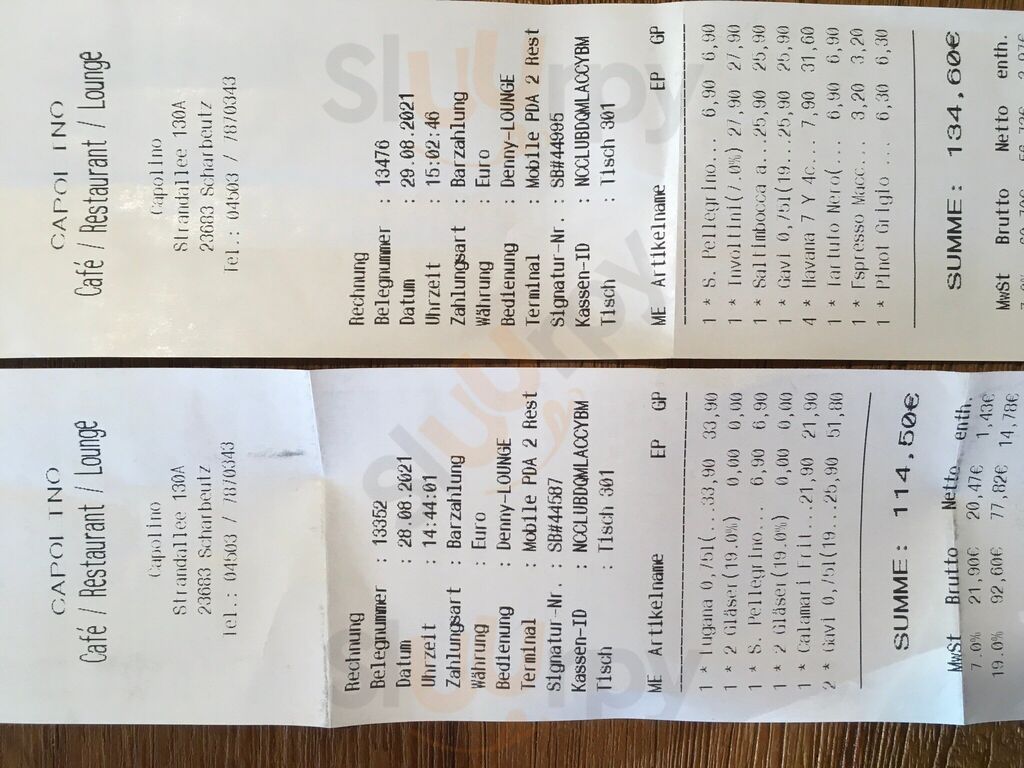 CAPOLINO
Café / Restaurant / Lounge
Capolino
Strandallee 130A
23683 Scharbeutz
Tel.: 04503 / 7870343
Rechnung
Belegnummer : 13476
Datum : 29.08.2021
Uhrzeit : 15:02:46
Zahlungsart : Barzahlung
Währung : Euro
Bedienung : Denny-LOUNGE
Terminal : Mobile PDA 2 Rest
Signatur-Nr. : SB#44995
Kassen-ID : NCCLUBDQMLACCYBM
Tisch : Tisch 301
ME Artikelname EP GP
1 * S. Pellegrino... 6,90 6,90
1 * Involtini(7.0%) 27,90 27,90
1 * Saltimbocca a...25,90 25,90
1 * Gavi 0,75l(19...25,90 25,90
4 * Havana 7 Y 4c... 7,90 31,60
1 * Tartuto Nero(... 6,90 6,90
1 * Espresso Macc... 3,20 3,20
1 * Pinot Grigio ... 6,30 6,30
SUMME: 134,60€
MwSt Brutto Netto enth.
CAPOLINO
Café / Restaurant / Lounge
Capolino
Strandallee 130A
23683 Scharbeutz
Tel.: 04503 / 7870343
Rechnung
Belegnummer : 13352
Datum : 28.08.2021
Uhrzeit : 14:44:01
Zahlungsart : Barzahlung
Währung : Euro
Bedienung : Denny-LOUNGE
Terminal : Mobile PDA 2 Rest
Signatur-Nr. : SB#44587
Kassen-ID : NCCLUBDQMLACCYBM
Tisch : Tisch 301
ME Artikelname EP GP
1 * Lugana 0,75l(...33,90 33,90
1 * 2 Gläser(19.0%) 0,00 0,00
1 * S. Pellegrino... 6,90 6,90
1 * 2 Gläser(19.0%) 0,00 0,00
1 * Calamari Frit...21,90 21,90
2 * Gavi 0,75l(19...25,90 51,80
SUMME: 114,50€
MwSt Brutto Netto enth.
7.0% 21,90€ 20,47€ 1,43€
19.0% 92,60€ 77,82€ 14,78€
Sluurpy
Sluurpy
Sluurpy